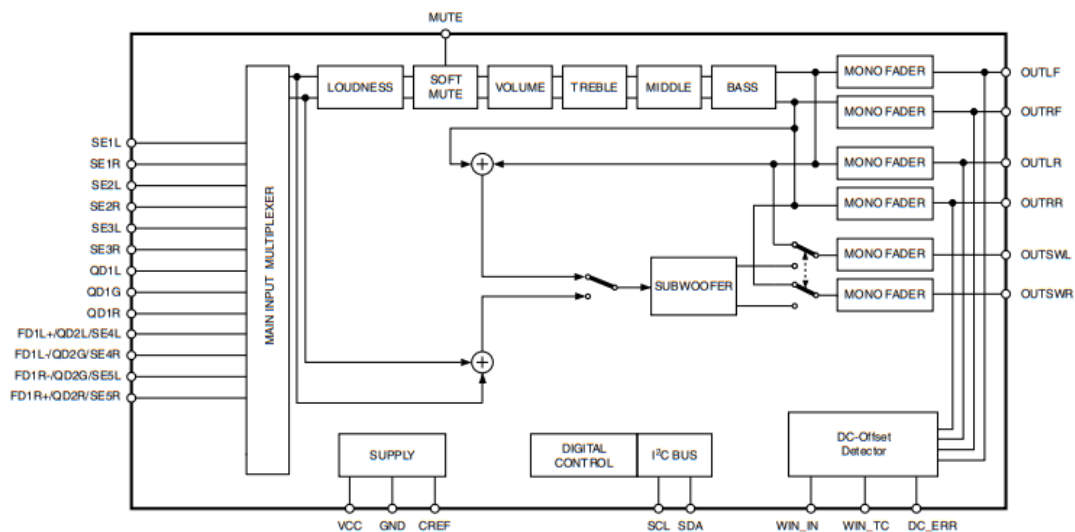 MUTE
LOUDNESS
SOFT
MUTE
VOLUME
TREBLE
MIDDLE
BASS
MONO FADER
OUTLF
MONO FADER
OUTRF
MONO FADER
OUTLR
MONO FADER
OUTRR
MONO FADER
OUTSWL
MONO FADER
OUTSWR
SE1L
SE1R
SE2L
SE2R
SE3L
SE3R
QD1L
QD1G
QD1R
FD1L+/QD2L/SE4L
FD1L-/QD2G/SE4R
FD1R-/QD2G/SE5L
FD1R+/QD2R/SE5R
MAIN INPUT MULTIPLEXER
+
+
SUBWOOFER
SUPPLY
DIGITAL
CONTROL
I²C BUS
DC-Offset
Detector
VCC
GND
CREF
SCL
SDA
WIN_IN
WIN_TC
DC_ERR